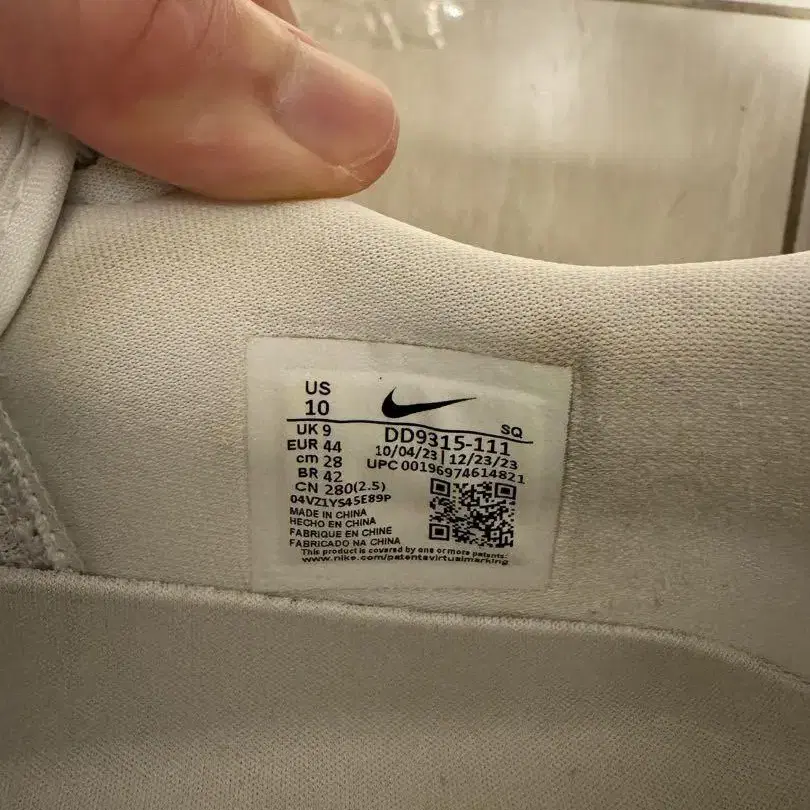 US
10
SQ
UK 9
DD9315-111
EUR 44
10/04/23 | 12/23/23
cm 28
UPC 00196974614821
BR 42
CN 280(2.5)
04VZ1YS45E89P
MADE IN CHINA
HECHO EN CHINA
FABRIQUE EN CHINE
FABRICADO NA CHINA
This product is covered by one or more patents:
www.nike.com/patentsvirtualmarking